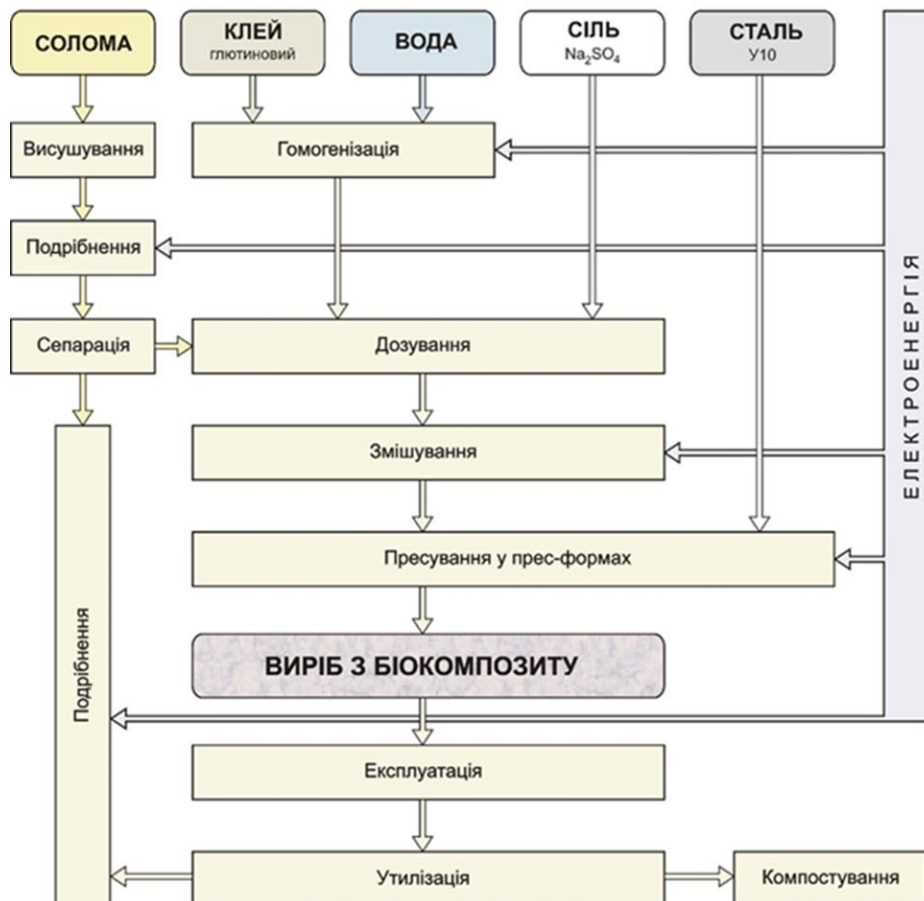 СОЛОМА
КЛЕЙ
глютиновий
ВОДА
СІЛЬ
Na₂SO₄
СТАЛЬ
У10
Висушування
Гомогенізація
Подрібнення
Сепарація
Дозування
Змішування
Пресування у прес-формах
ВИРІБ З БІОКОМПОЗИТУ
Подрібнення
ЕЛЕКТРОЕНЕРГІЯ
Експлуатація
Утилізація
Компостування